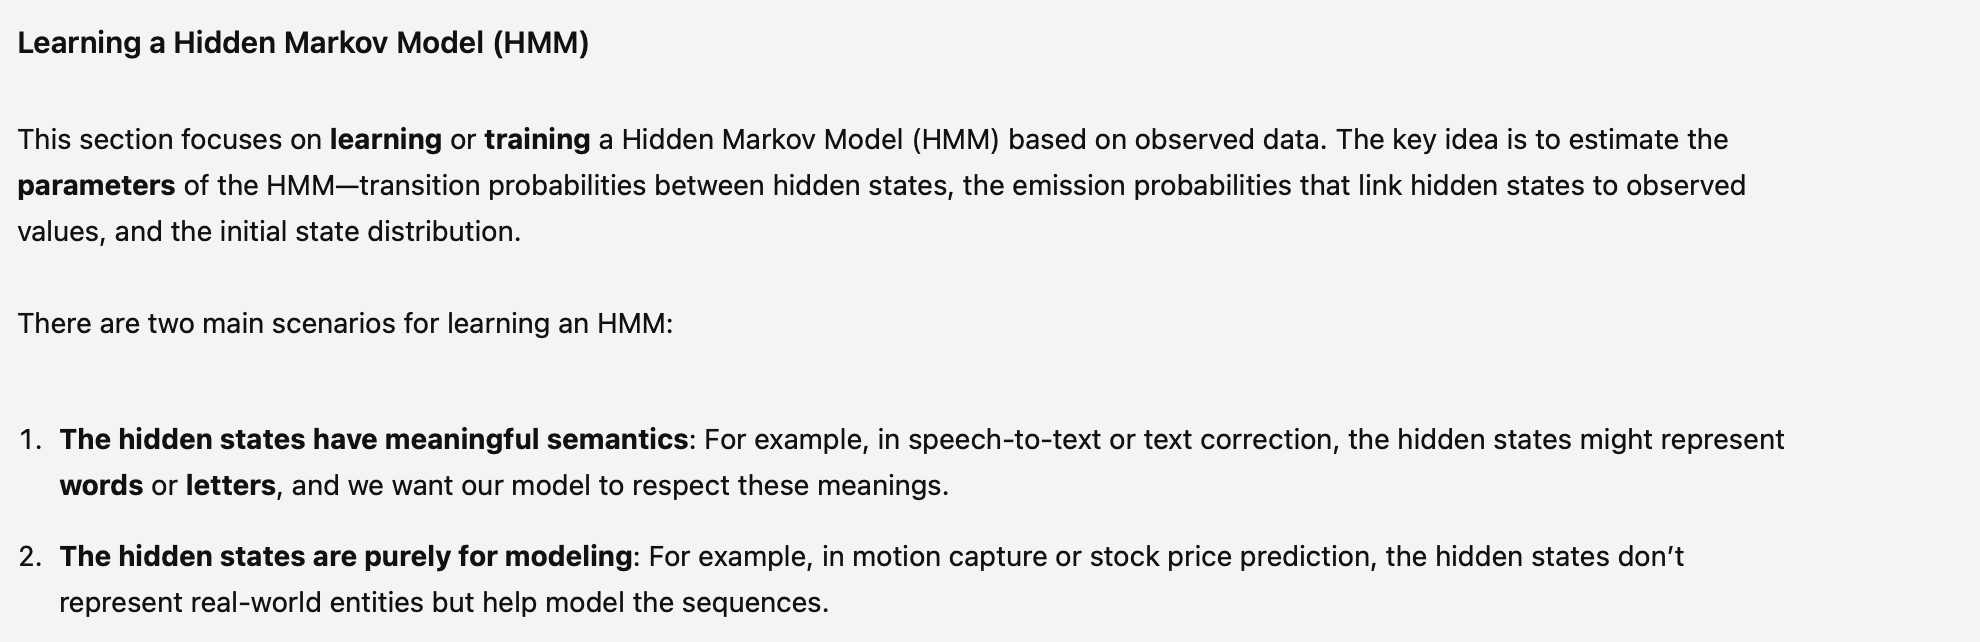 Learning a Hidden Markov Model (HMM)
This section focuses on learning or training a Hidden Markov Model (HMM) based on observed data. The key idea is to estimate the
parameters of the HMM—transition probabilities between hidden states, the emission probabilities that link hidden states to observed
values, and the initial state distribution.
There are two main scenarios for learning an HMM:
1. The hidden states have meaningful semantics: For example, in speech-to-text or text correction, the hidden states might represent
words or letters, and we want our model to respect these meanings.
2. The hidden states are purely for modeling: For example, in motion capture or stock price prediction, the hidden states don’t
represent real-world entities but help model the sequences.